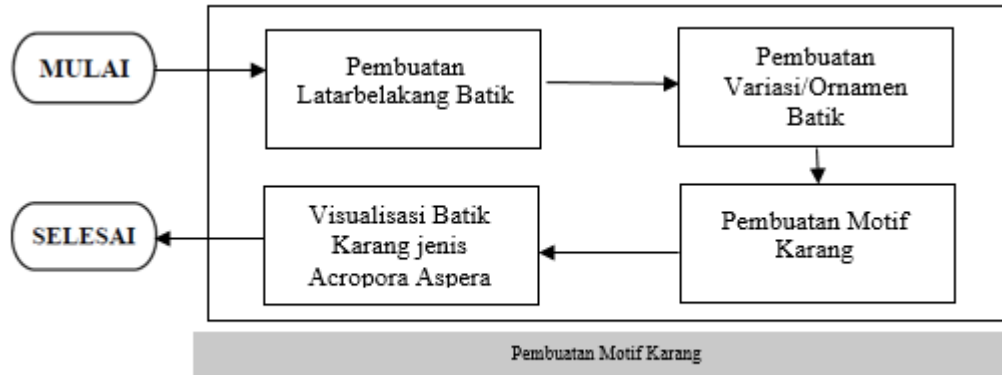 MULAI
Pembuatan
Latarbelakang Batik
Pembuatan
Variasi/Ornamen
Batik
Pembuatan Motif
Karang
Visualisasi Batik
Karang jenis
Acropora Aspera
SELESAI
Pembuatan Motif Karang